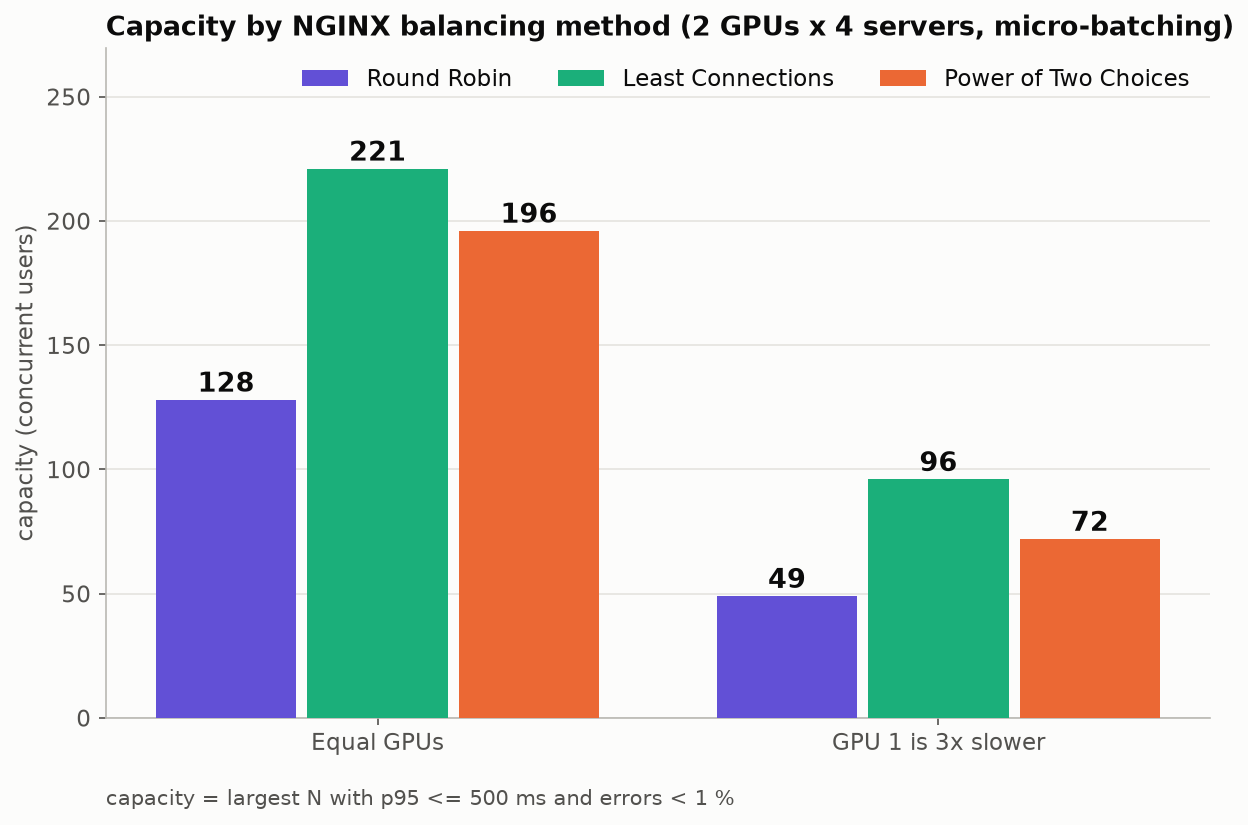 Capacity by NGINX balancing method (2 GPUs x 4 servers, micro-batching)
Round Robin
Least Connections
Power of Two Choices
capacity (concurrent users)
250
200
150
100
50
0
128
221
196
49
96
72
Equal GPUs
GPU 1 is 3x slower
capacity = largest N with p95 <= 500 ms and errors < 1 %